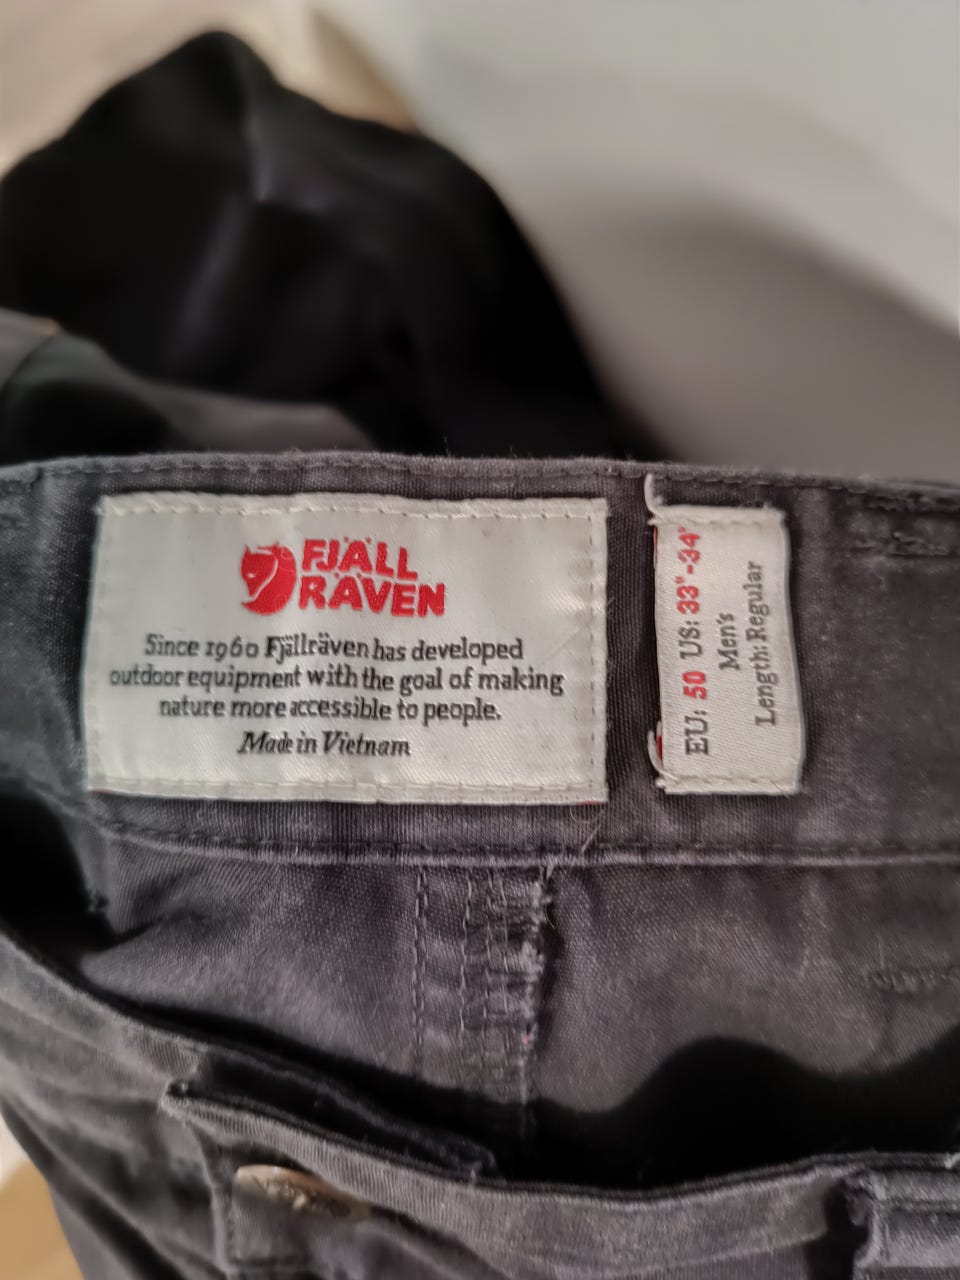 FJÄLL
RÄVEN
Since 1960 Fjällräven has developed
outdoor equipment with the goal of making
nature more accessible to people.
Made in Vietnam
EU: 50 US: 33"-34"
Men's
Length: Regular